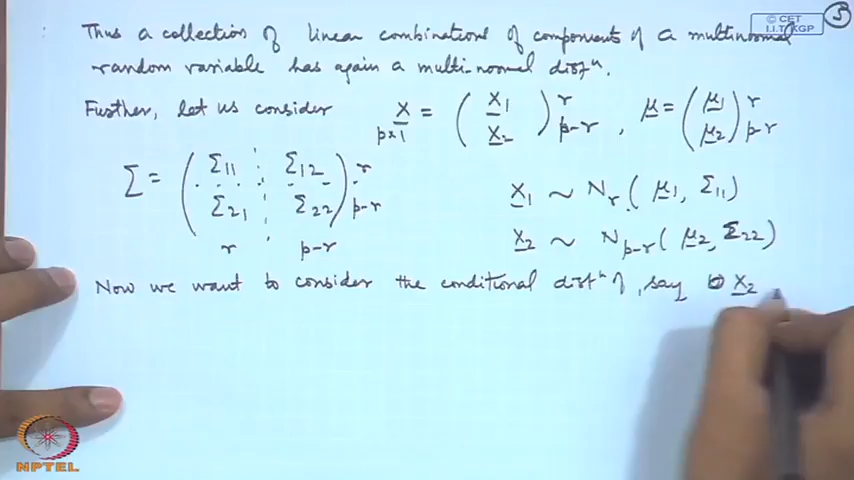 © CET
I.I.T. KGP
5
Thus a collection of linear combinations of components of a multinormal
random variable has again a multi-normal distⁿ.
Further, let us consider X = ( X1 X2 ) r p-r , μ = ( μ1 μ2 ) r p-r
p×1
Σ = ( Σ11 Σ12 Σ21 Σ22 ) r p-r
r p-r
X1 ~ Nr ( μ1, Σ11 )
X2 ~ Np-r ( μ2, Σ22 )
Now we want to consider the conditional distⁿ of, say X2
NPTEL